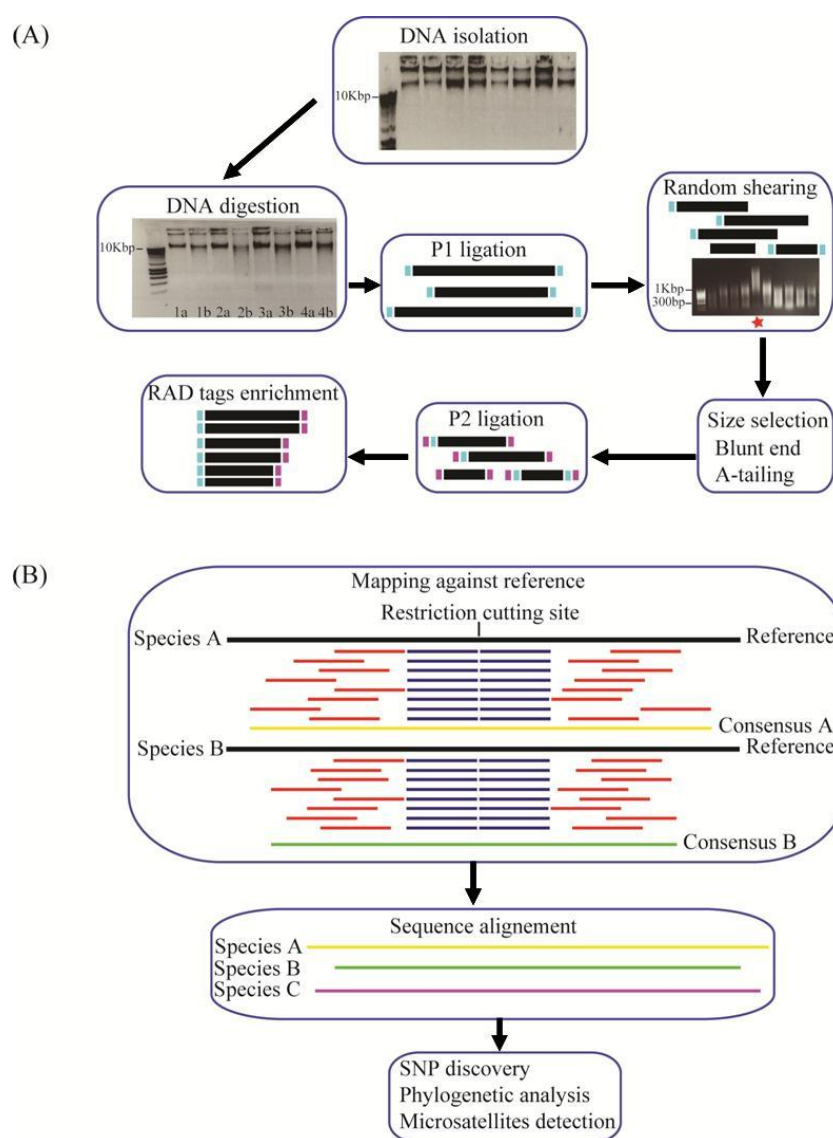 (A)
DNA isolation
10Kbp
DNA digestion
10Kbp
1a 1b 2a 2b 3a 3b 4a 4b
P1 ligation
Random shearing
1Kbp
300bp
RAD tags enrichment
P2 ligation
Size selection
Blunt end
A-tailing
(B)
Mapping against reference
Restriction cutting site
Species A
Reference
Consensus A
Species B
Reference
Consensus B
Sequence alignement
Species A
Species B
Species C
SNP discovery
Phylogenetic analysis
Microsatellites detection